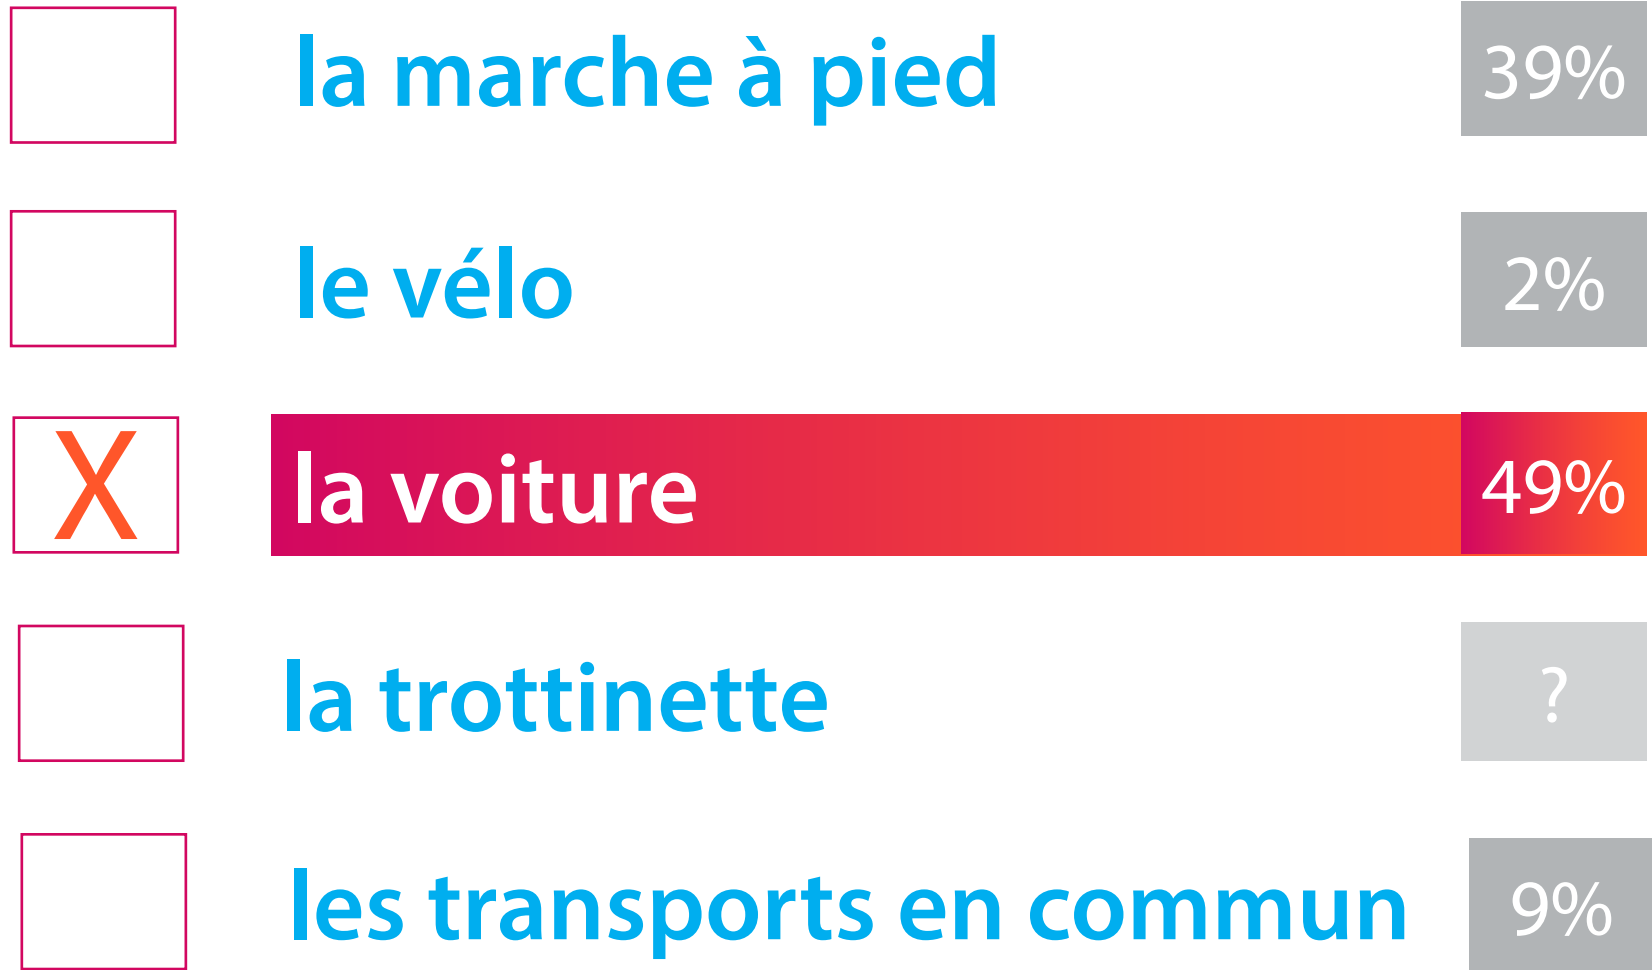 la marche à pied 39%
le vélo 2%
X la voiture 49%
la trottinette ?
les transports en commun 9%